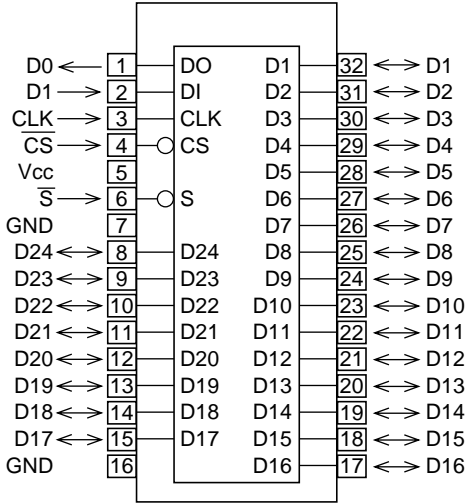 D0 1 DO D1 32 D1
D1 2 DI D2 31 D2
CLK 3 CLK D3 30 D3
CS 4 CS D4 29 D4
Vcc 5 D5 28 D5
S 6 S D6 27 D6
GND 7 D7 26 D7
D24 8 D24 D8 25 D8
D23 9 D23 D9 24 D9
D22 10 D22 D10 23 D10
D21 11 D21 D11 22 D11
D20 12 D20 D12 21 D12
D19 13 D19 D13 20 D13
D18 14 D18 D14 19 D14
D17 15 D17 D15 18 D15
GND 16 D16 17 D16